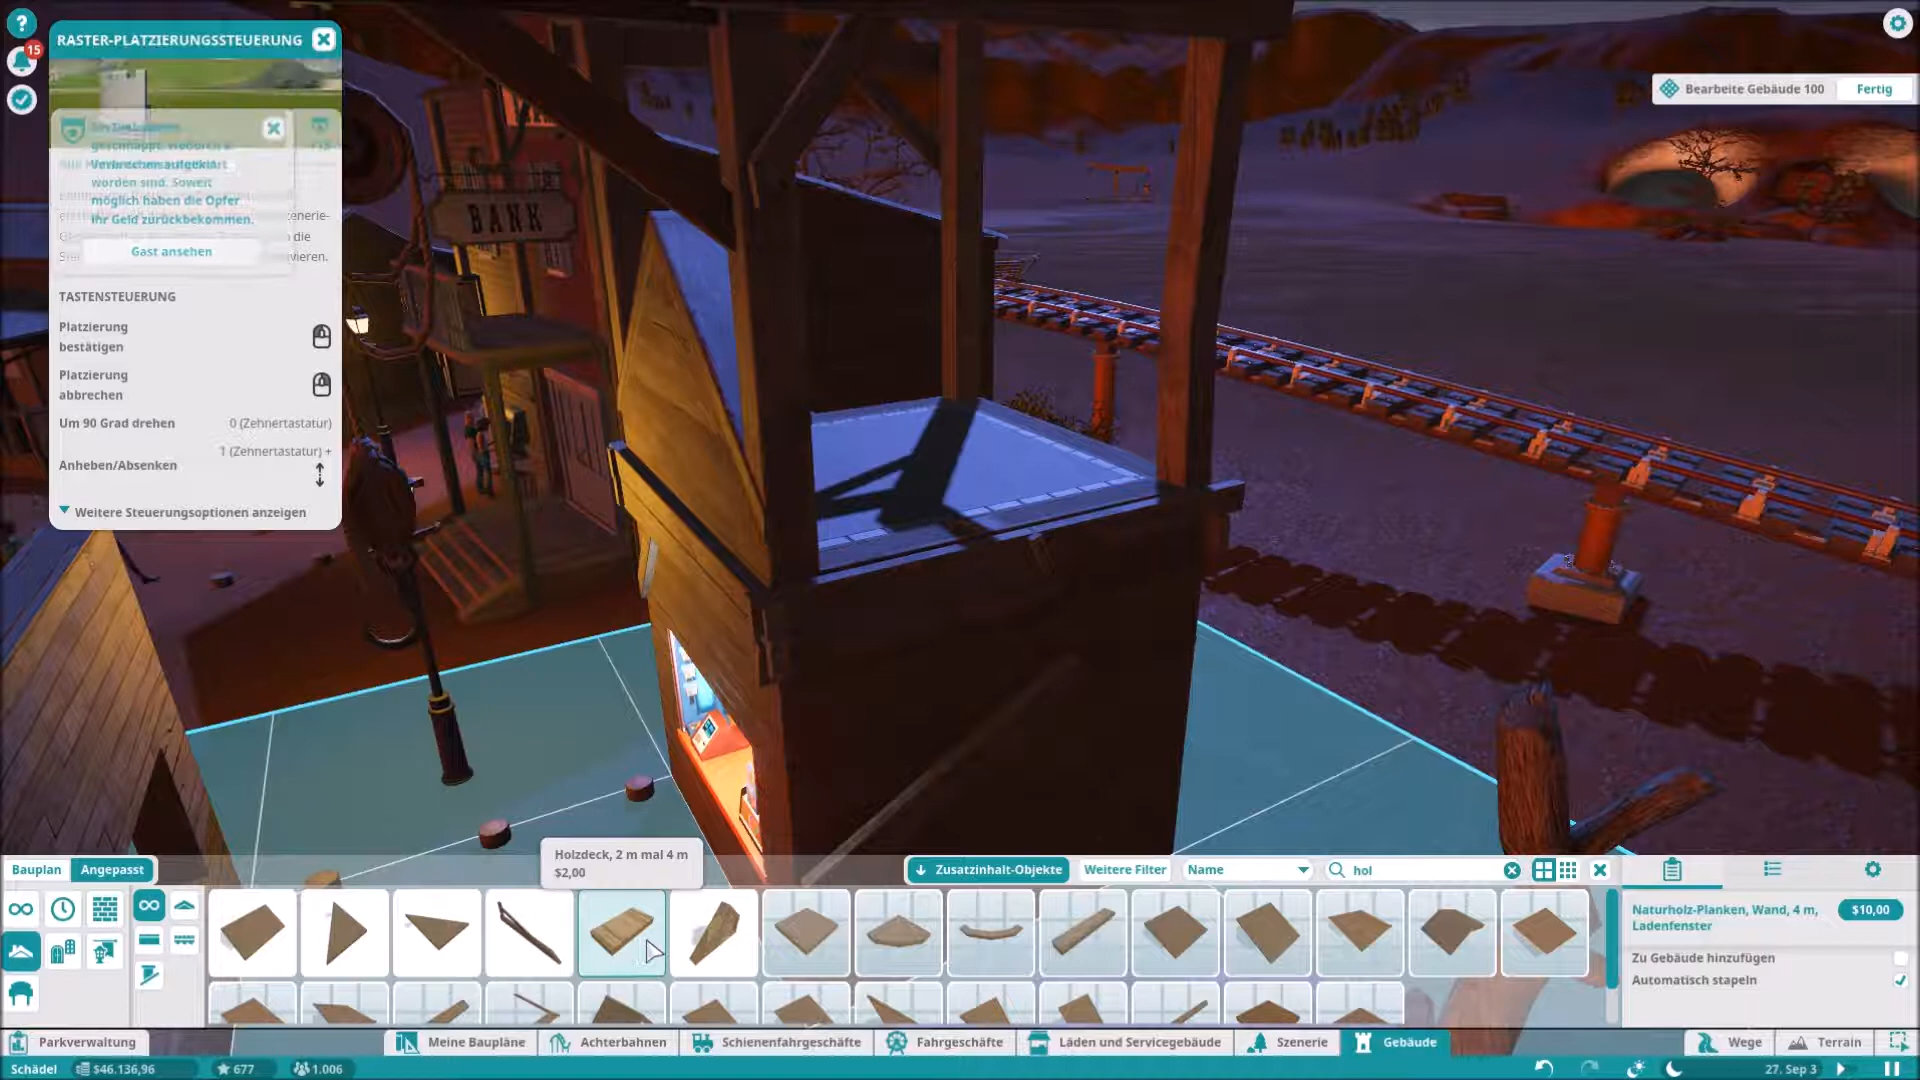 ?
15
RASTER-PLATZIERUNGSSTEUERUNG
Verbrechen aufgeklärt
worden sind. Soweit
möglich haben die Opfer
ihr Geld zurückbekommen.
Gast ansehen
TASTENSTEUERUNG
Platzierung
bestätigen
Platzierung
abbrechen
Um 90 Grad drehen 0 (Zehnertastatur)
1 (Zehnertastatur) +
Anheben/Absenken
Weitere Steuerungsoptionen anzeigen
BANK
Bearbeite Gebäude 100 Fertig
Holzdeck, 2 m mal 4 m
$2,00
Bauplan Angepasst
Zusatzinhalt-Objekte Weitere Filter Name hol
Naturholz-Planken, Wand, 4 m,
Ladenfenster
$10,00
Zu Gebäude hinzufügen
Automatisch stapeln
Parkverwaltung Meine Baupläne Achterbahnen Schienenfahrgeschäfte Fahrgeschäfte Läden und Servicegebäude Szenerie Gebäude Wege Terrain
Schädel $46.136,96 677 1.006 27. Sep 3